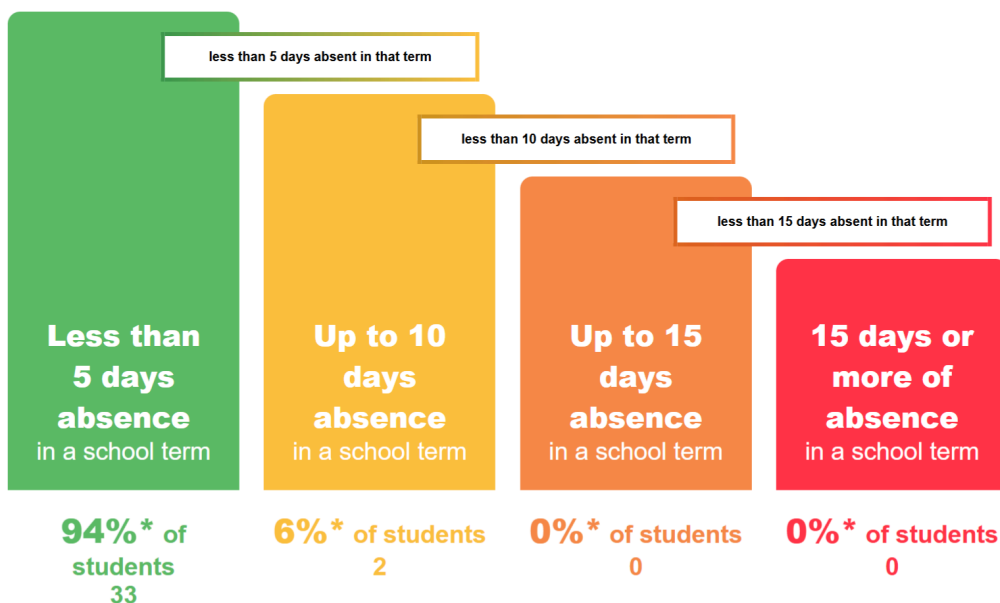 less than 5 days absent in that term
less than 10 days absent in that term
less than 15 days absent in that term
Less than
5 days
absence
in a school term
Up to 10
days
absence
in a school term
Up to 15
days
absence
in a school term
15 days or
more of
absence
in a school term
94%* of
students
33
6%* of students
2
0%* of students
0
0%* of students
0